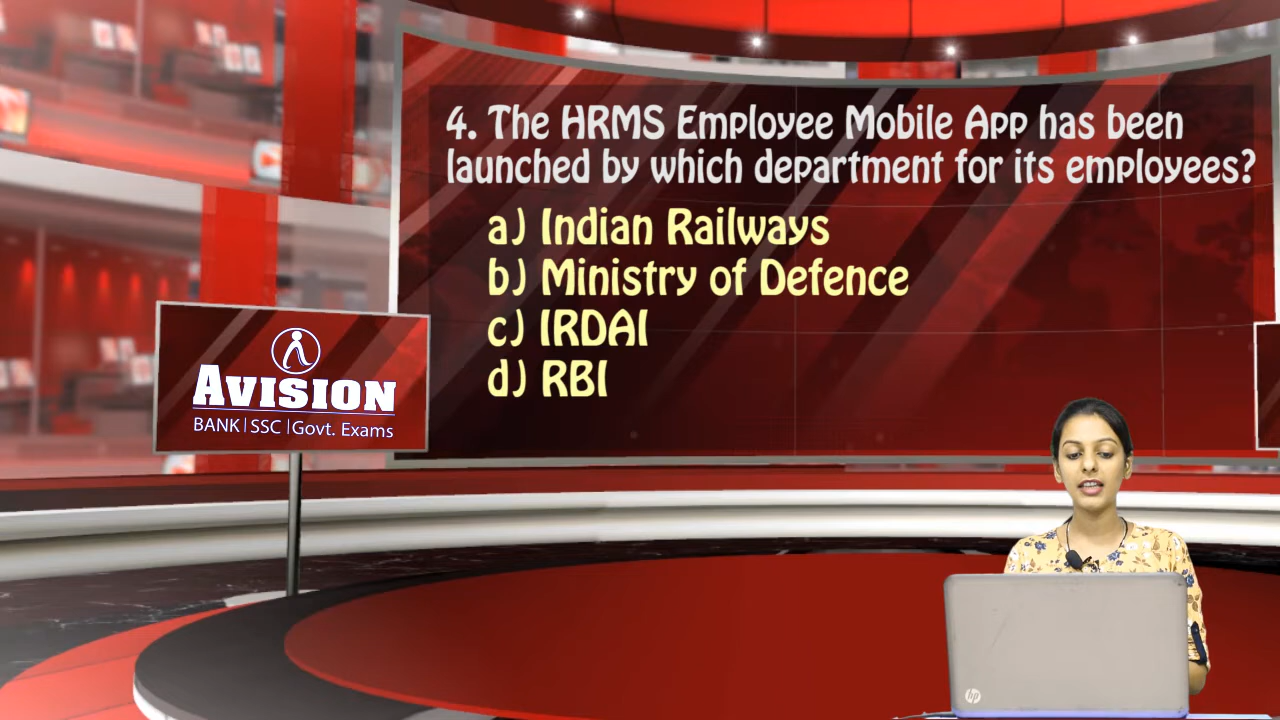 4. The HRMS Employee Mobile App has been
launched by which department for its employees?
a) Indian Railways
b) Ministry of Defence
c) IRDAI
d) RBI
AVISION
BANK | SSC | Govt. Exams
hp